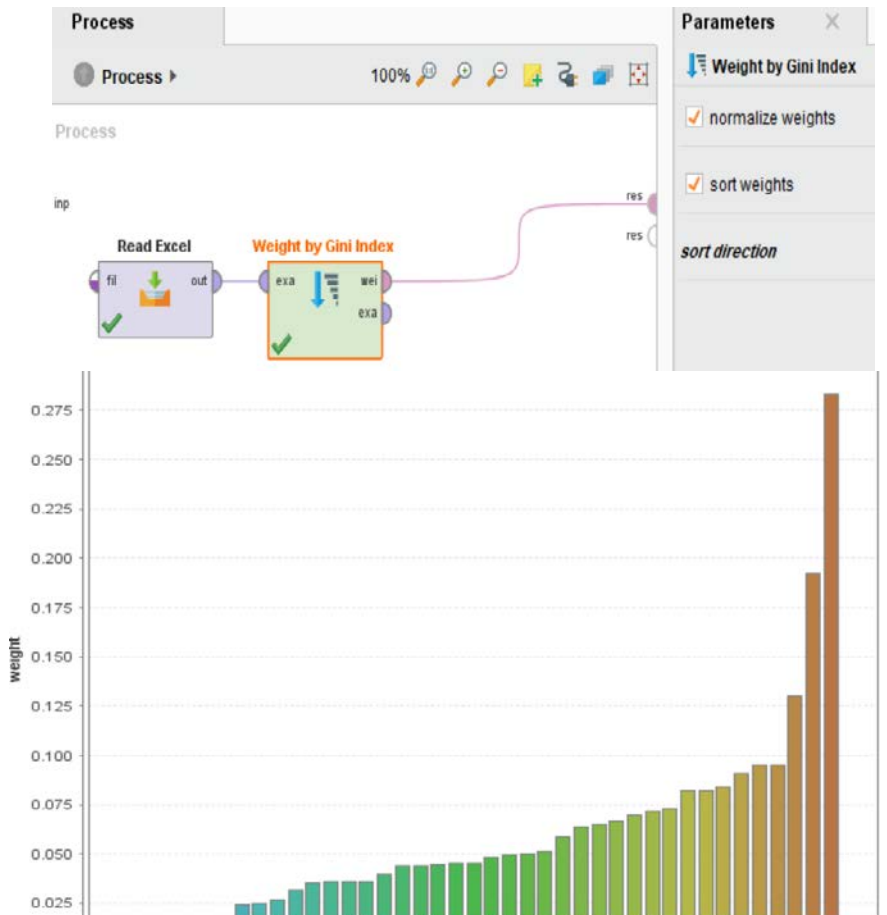 Process
Process
100%
Process
inp
res
res
Read Excel
Weight by Gini Index
fil
out
exa
wei
exa
Parameters
Weight by Gini Index
normalize weights
sort weights
sort direction
0.275
0.250
0.225
0.200
0.175
0.150
0.125
0.100
0.075
0.050
0.025
weight